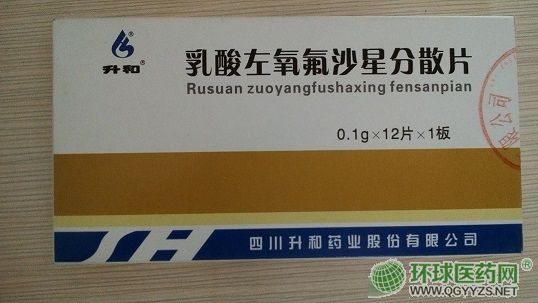 升和®
乳酸左氧氟沙星分散片
Rusuan zuoyangfushaxing fensanpian
0.1g×12片×1板
公司
四川升和药业股份有限公司
环球医药网®
WWW.QGYYZS.NET